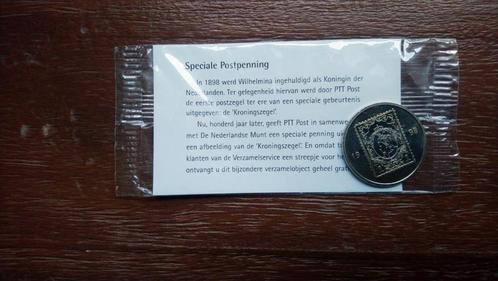 Speciale Postpenning
In 1898 werd Wilhelmina ingehuldigd als Koningin der
Nederlanden. Ter gelegenheid hiervan werd door PTT Post
de eerste postzegel ter ere van een speciale gebeurtenis
uitgegeven: de 'Kroningszegel'.
Nu, honderd jaar later, geeft PTT Post in samenwe
met De Nederlandse Munt een speciale penning ui
een afbeelding van de 'Kroningszegel'. En omdat t
klanten van de Verzamelservice een streepje voor he
ontvangt u dit bijzondere verzamelobject geheel grat
19 98